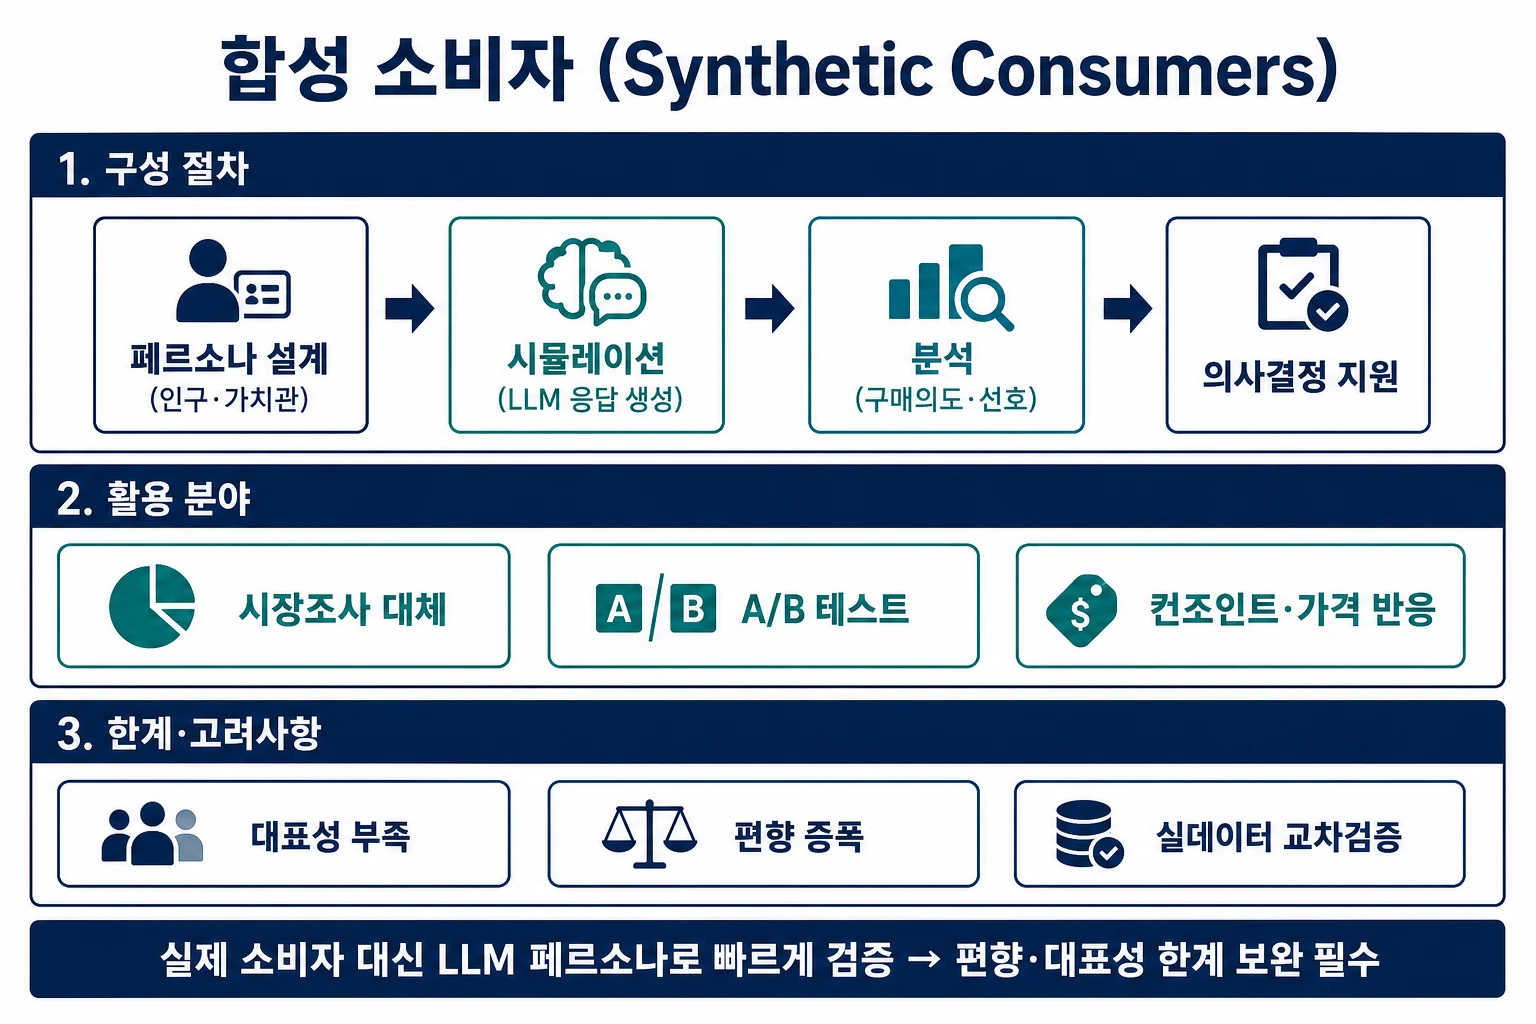 합성 소비자 (Synthetic Consumers)
1. 구성 절차
페르소나 설계
(인구·가치관)
시뮬레이션
(LLM 응답 생성)
분석
(구매의도·선호)
의사결정 지원
2. 활용 분야
시장조사 대체
A/B A/B 테스트
$ 컨조인트·가격 반응
3. 한계·고려사항
대표성 부족
편향 증폭
실데이터 교차검증
실제 소비자 대신 LLM 페르소나로 빠르게 검증 → 편향·대표성 한계 보완 필수